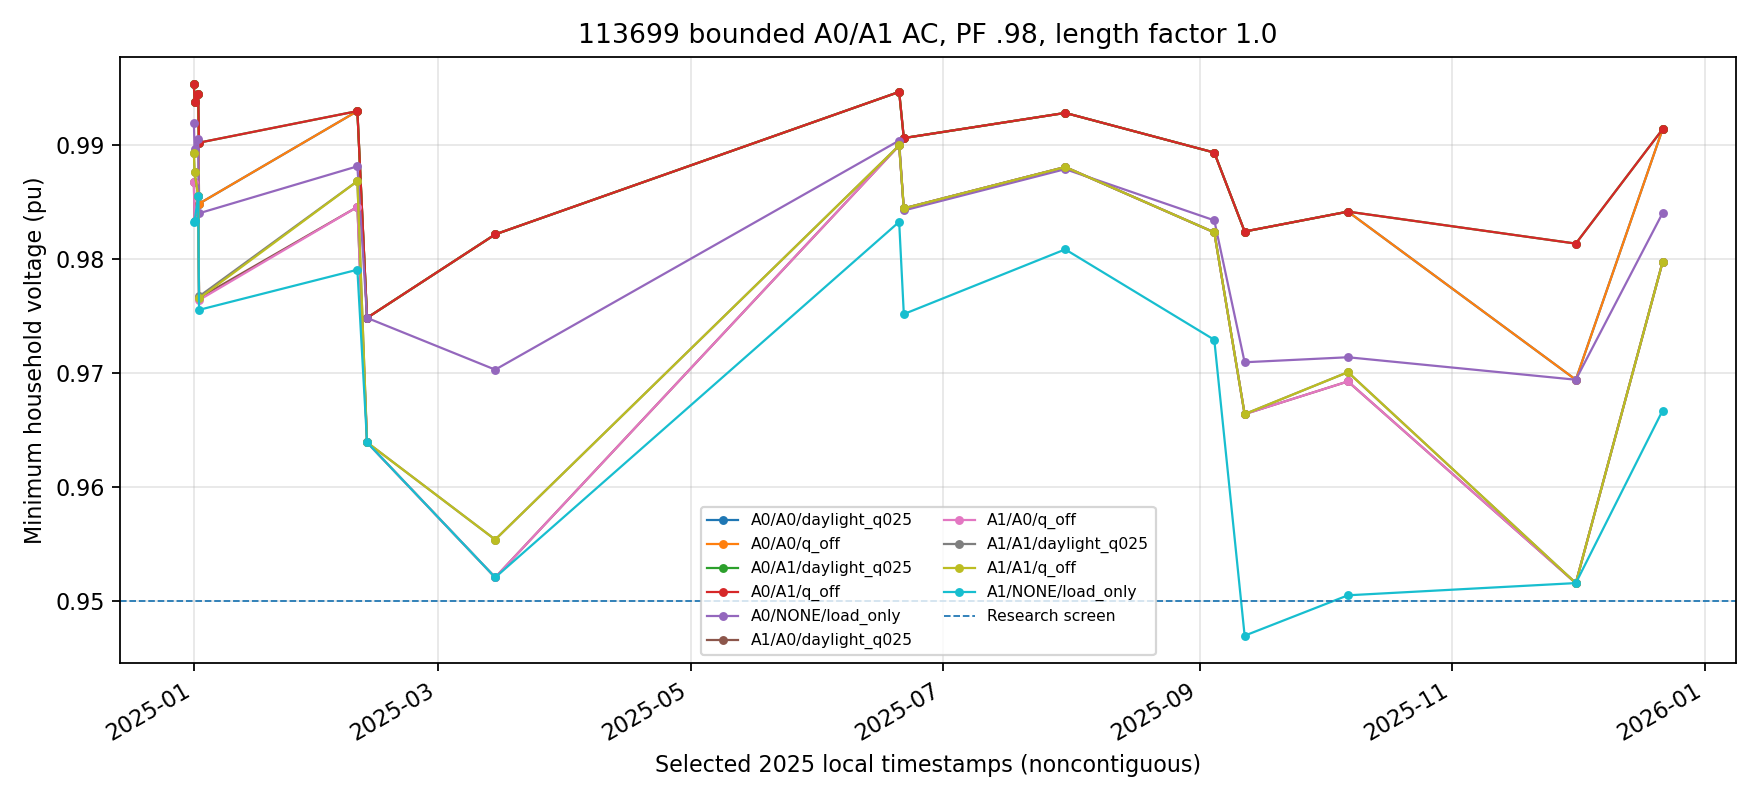 113699 bounded A0/A1 AC, PF .98, length factor 1.0
Minimum household voltage (pu)
0.99
0.98
0.97
0.96
0.95
A0/A0/daylight_q025
A0/A0/q_off
A0/A1/daylight_q025
A0/A1/q_off
A0/NONE/load_only
A1/A0/daylight_q025
A1/A0/q_off
A1/A1/daylight_q025
A1/A1/q_off
A1/NONE/load_only
Research screen
2025-01
2025-03
2025-05
2025-07
2025-09
2025-11
2026-01
Selected 2025 local timestamps (noncontiguous)